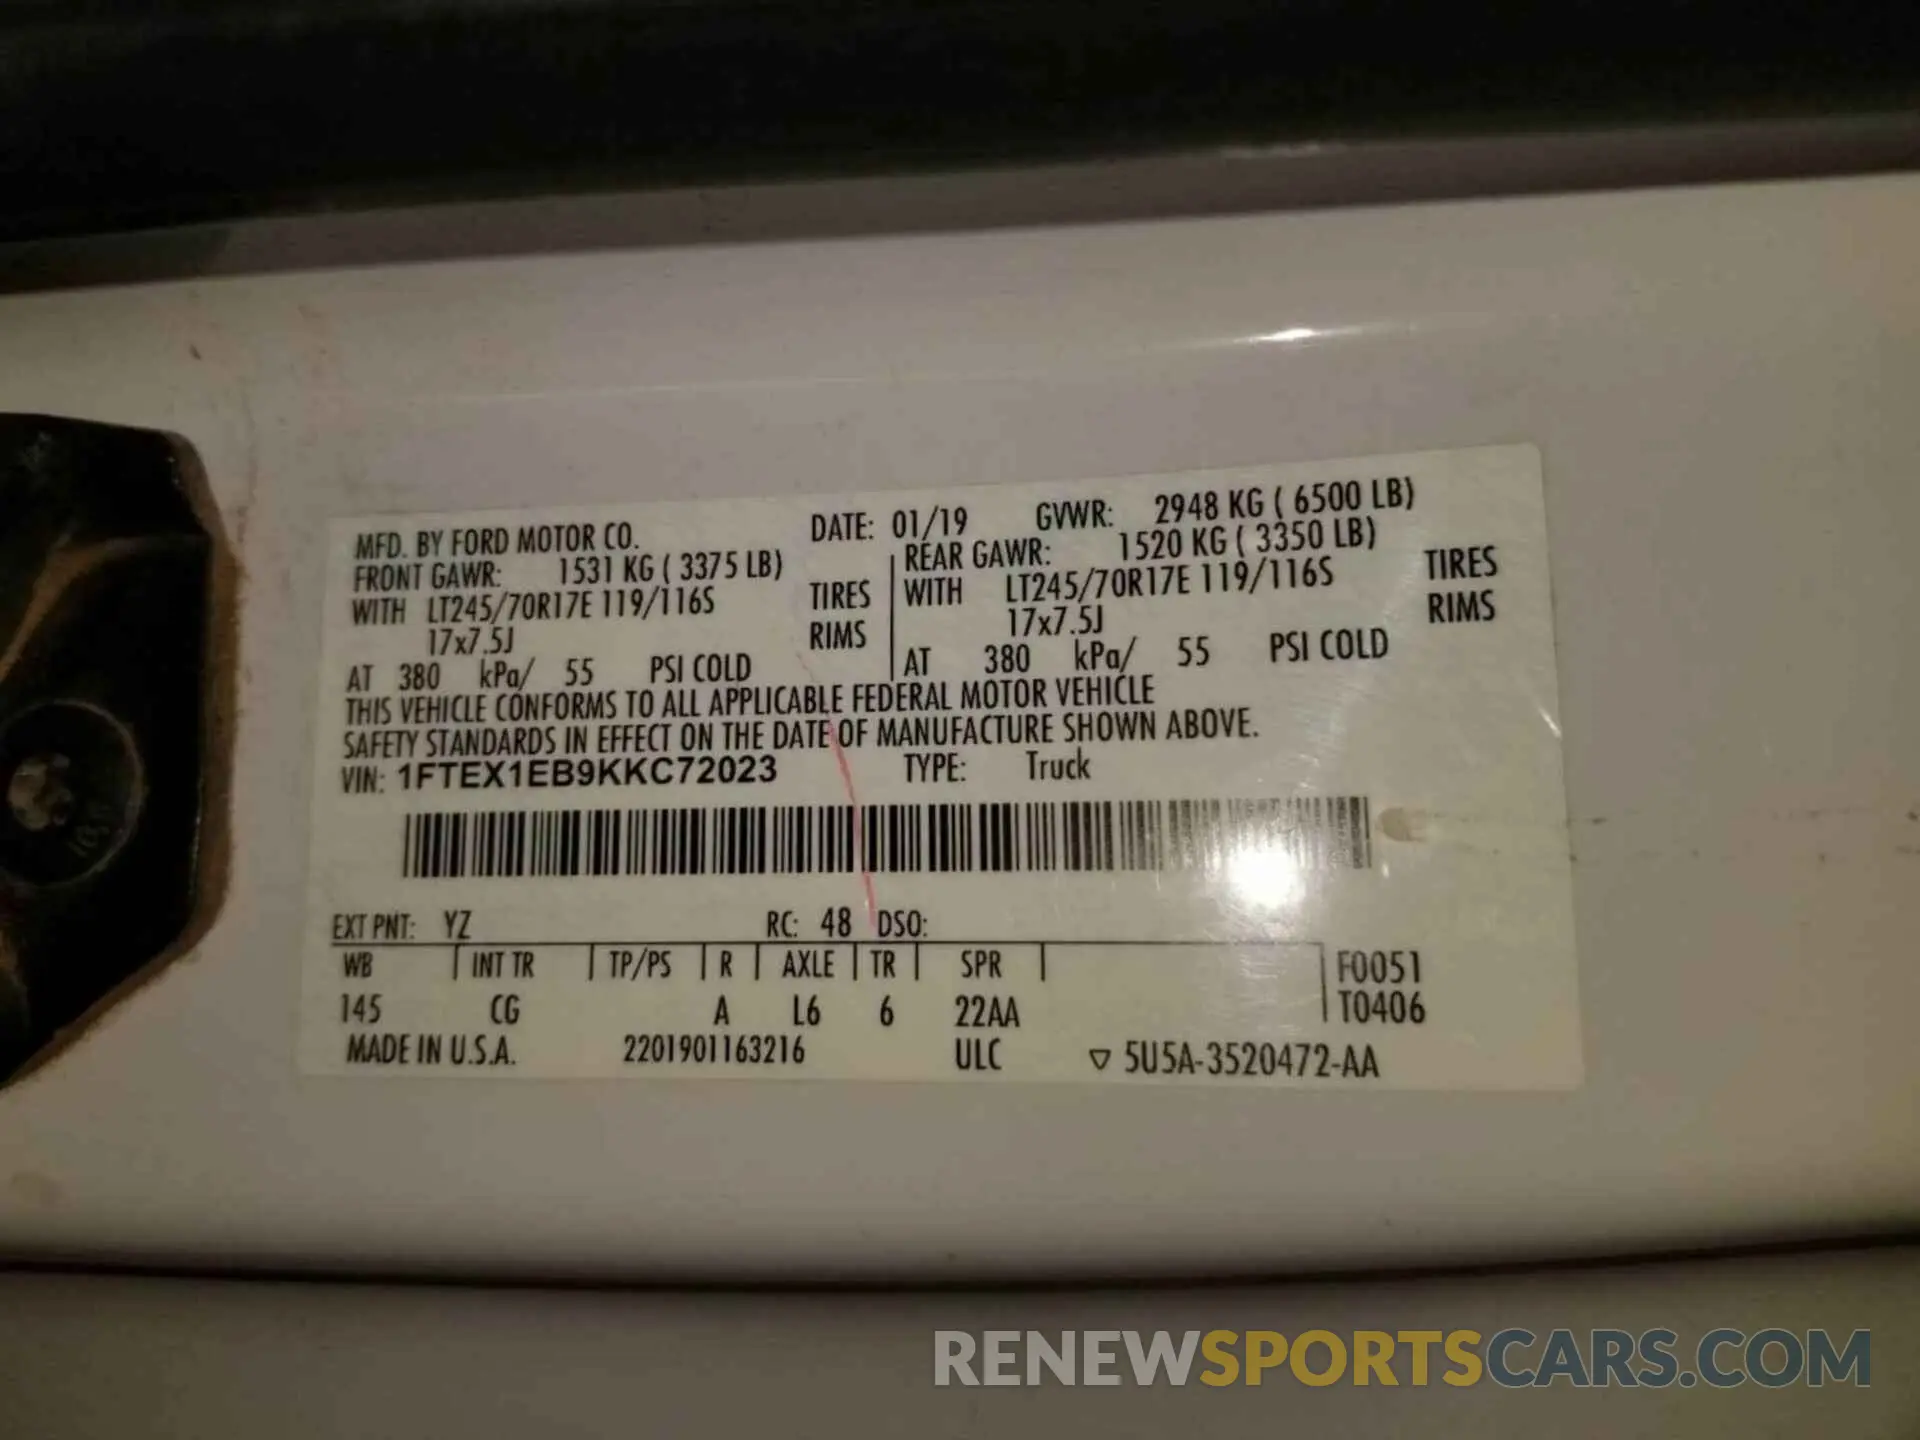 MFD. BY FORD MOTOR CO. DATE: 01/19 GVWR: 2948 KG ( 6500 LB)
FRONT GAWR: 1531 KG ( 3375 LB) REAR GAWR: 1520 KG ( 3350 LB)
WITH LT245/70R17E 119/116S TIRES WITH LT245/70R17E 119/116S TIRES
17x7.5J RIMS 17x7.5J RIMS
AT 380 kPa/ 55 PSI COLD AT 380 kPa/ 55 PSI COLD
THIS VEHICLE CONFORMS TO ALL APPLICABLE FEDERAL MOTOR VEHICLE
SAFETY STANDARDS IN EFFECT ON THE DATE OF MANUFACTURE SHOWN ABOVE.
VIN: 1FTEX1EB9KKC72023 TYPE: Truck
EXT PNT: YZ RC: 48 DSO:
WB INT TR TP/PS R AXLE TR SPR F0051
145 CG A L6 6 22AA T0406
MADE IN U.S.A. 2201901163216 ULC ▽ 5U5A-3520472-AA
RENEWSPORTSCARS.COM